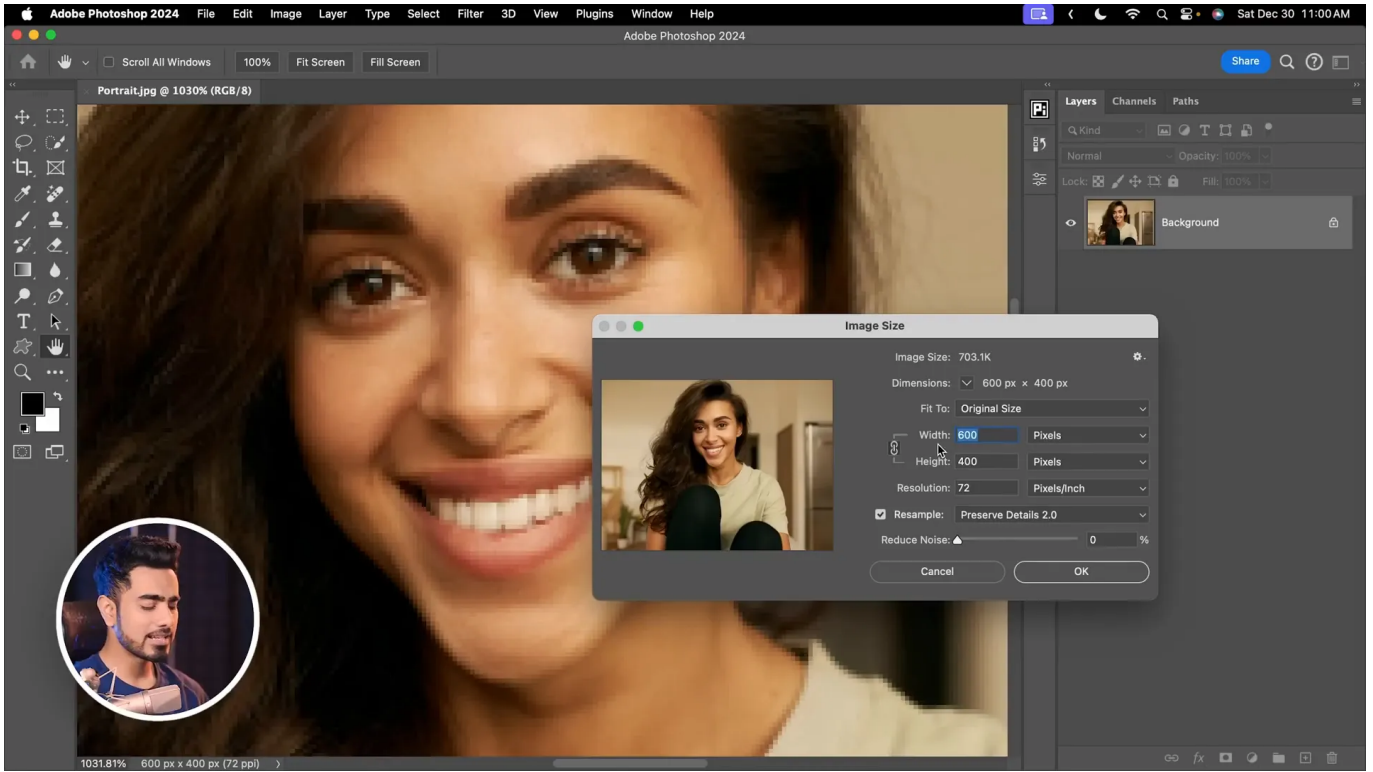 Adobe Photoshop 2024 File Edit Image Layer Type Select Filter 3D View Plugins Window Help Sat Dec 30 11:00 AM
Adobe Photoshop 2024
Scroll All Windows 100% Fit Screen Fill Screen Share
Portrait.jpg @ 1030% (RGB/8)
Layers Channels Paths
Kind
Normal Opacity: 100%
Lock: Fill: 100%
Background
Image Size
Image Size: 703.1K
Dimensions: 600 px × 400 px
Fit To: Original Size
Width: 600 Pixels
Height: 400 Pixels
Resolution: 72 Pixels/Inch
Resample: Preserve Details 2.0
Reduce Noise: 0 %
Cancel OK
1031.81% 600 px x 400 px (72 ppi)
fx